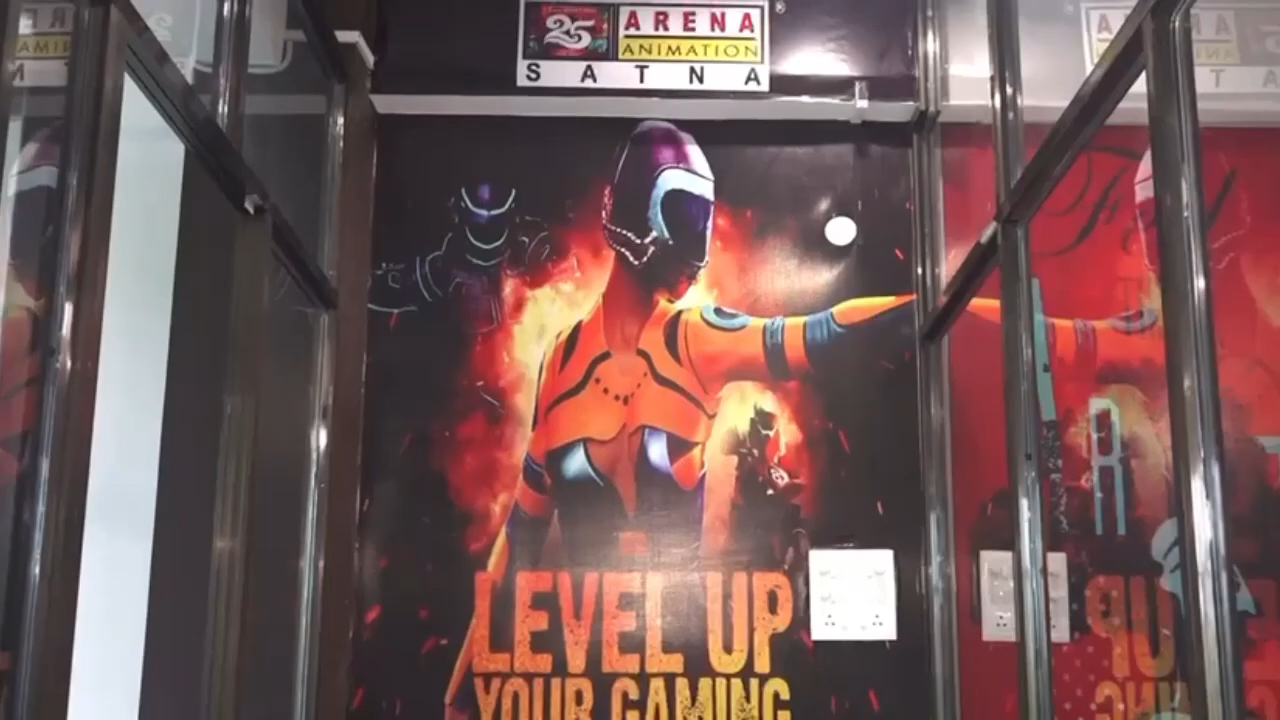 25
ARENA
ANIMATION
SATNA
LEVEL UP
YOUR GAMING